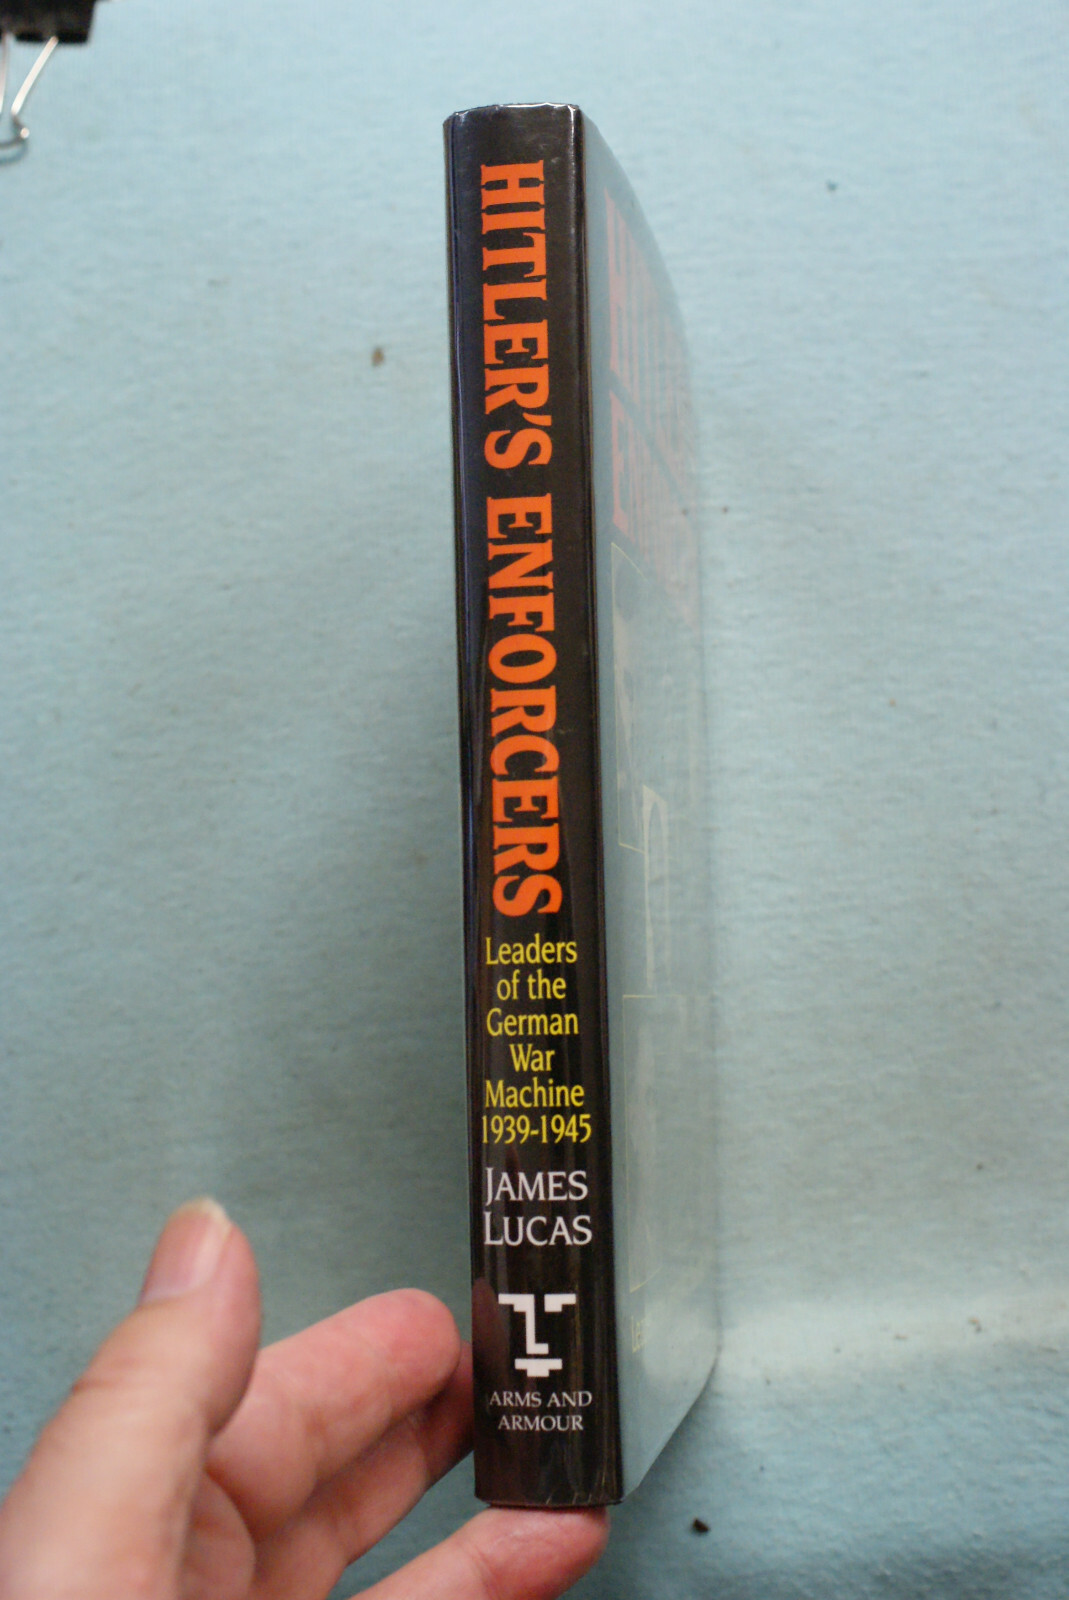 HITLER'S ENFORCERS
Leaders
of the
German
War
Machine
1939-1945
JAMES
LUCAS
ARMS AND
ARMOUR